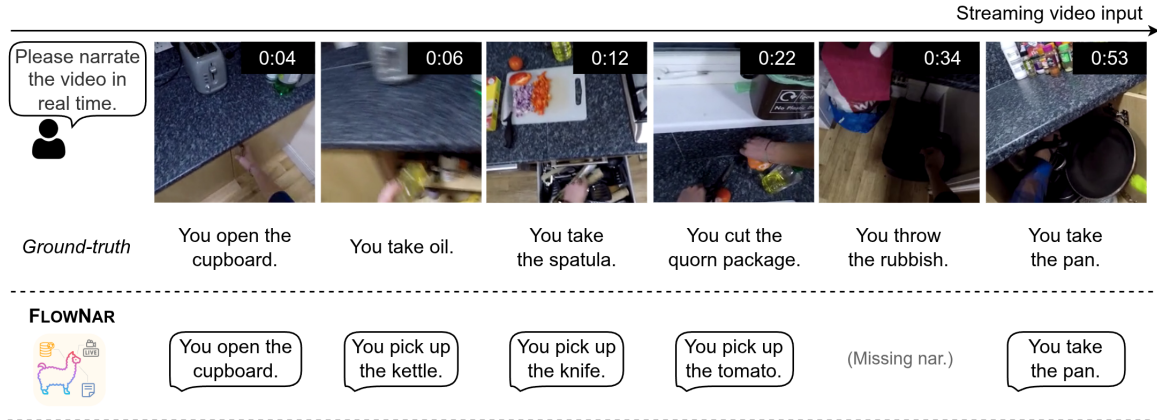 Streaming video input
Please narrate
the video in
real time.
0:04
0:06
0:12
0:22
0:34
0:53
Ground-truth
You open the
cupboard.
You take oil.
You take
the spatula.
You cut the
quorn package.
You throw
the rubbish.
You take
the pan.
FLOWNAR
LIVE
You open the
cupboard.
You pick up
the kettle.
You pick up
the knife.
You pick up
the tomato.
(Missing nar.)
You take
the pan.